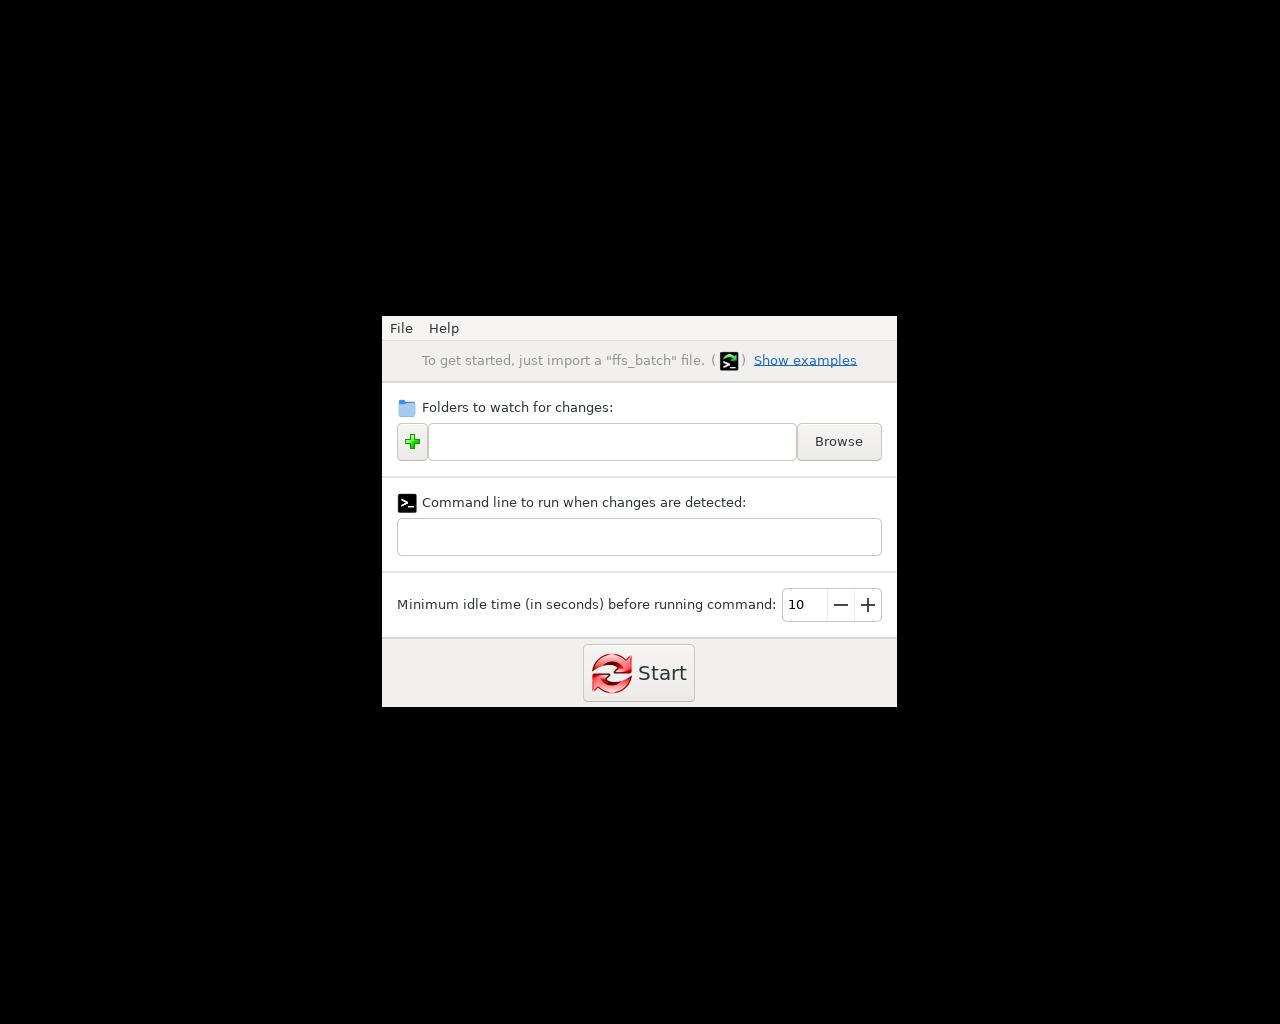 File Help
To get started, just import a "ffs_batch" file. ( >_ ) Show examples
Folders to watch for changes:
Browse
>_ Command line to run when changes are detected:
Minimum idle time (in seconds) before running command: 10
Start